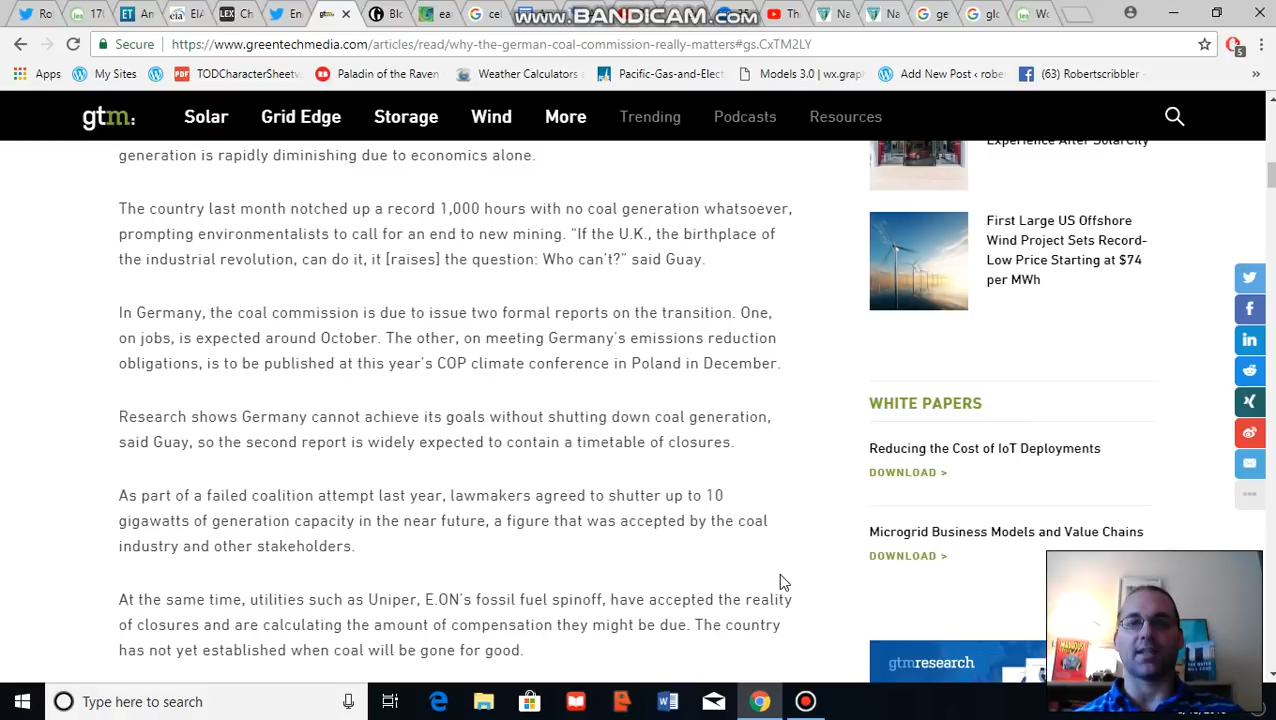 www.BANDICAM.com
Secure https://www.greentechmedia.com/articles/read/why-the-german-coal-commission-really-matters#gs.CxTM2LY
Apps My Sites TODCharacterSheet Paladin of the Raven Weather Calculators Pacific-Gas-and-Elect Models 3.0 | wx.grap Add New Post ‹ robe (63) Robertscribbler
gtm: Solar Grid Edge Storage Wind More Trending Podcasts Resources
generation is rapidly diminishing due to economics alone.
The country last month notched up a record 1,000 hours with no coal generation whatsoever,
prompting environmentalists to call for an end to new mining. "If the U.K., the birthplace of
the industrial revolution, can do it, it [raises] the question: Who can't?" said Guay.
In Germany, the coal commission is due to issue two formal reports on the transition. One,
on jobs, is expected around October. The other, on meeting Germany's emissions reduction
obligations, is to be published at this year's COP climate conference in Poland in December.
Research shows Germany cannot achieve its goals without shutting down coal generation,
said Guay, so the second report is widely expected to contain a timetable of closures.
As part of a failed coalition attempt last year, lawmakers agreed to shutter up to 10
gigawatts of generation capacity in the near future, a figure that was accepted by the coal
industry and other stakeholders.
At the same time, utilities such as Uniper, E.ON's fossil fuel spinoff, have accepted the reality
of closures and are calculating the amount of compensation they might be due. The country
has not yet established when coal will be gone for good.
Experience After SolarCity
First Large US Offshore
Wind Project Sets Record-
Low Price Starting at $74
per MWh
WHITE PAPERS
Reducing the Cost of IoT Deployments
DOWNLOAD >
Microgrid Business Models and Value Chains
DOWNLOAD >
gtmresearch
Type here to search